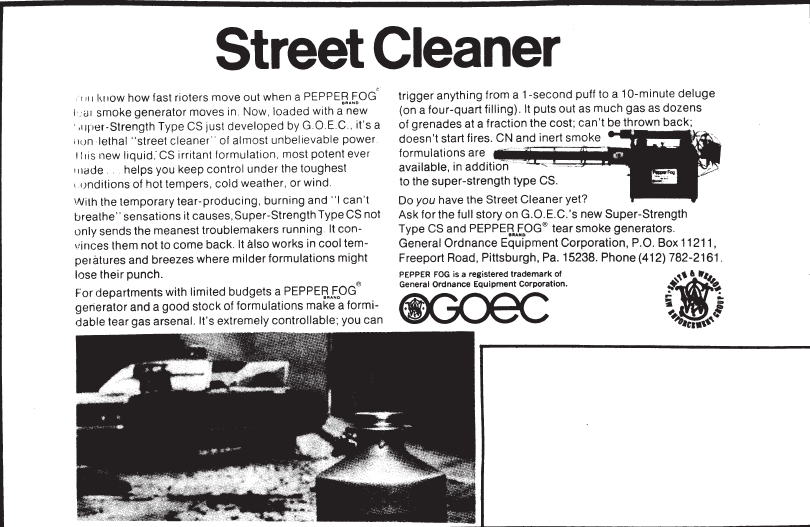 Street Cleaner
You know how fast rioters move out when a PEPPER FOG®
BRAND
tear smoke generator moves in. Now, loaded with a new
Super-Strength Type CS just developed by G.O.E.C., it's a
non-lethal "street cleaner" of almost unbelievable power.
This new liquid, CS irritant formulation, most potent ever
made . . . helps you keep control under the toughest
conditions of hot tempers, cold weather, or wind.
With the temporary tear-producing, burning and "I can't
breathe" sensations it causes, Super-Strength Type CS not
only sends the meanest troublemakers running. It con-
vinces them not to come back. It also works in cool tem-
peratures and breezes where milder formulations might
lose their punch.
For departments with limited budgets a PEPPER FOG®
BRAND
generator and a good stock of formulations make a formi-
dable tear gas arsenal. It's extremely controllable; you can
trigger anything from a 1-second puff to a 10-minute deluge
(on a four-quart filling). It puts out as much gas as dozens
of grenades at a fraction the cost; can't be thrown back;
doesn't start fires. CN and inert smoke
formulations are
available, in addition
to the super-strength type CS.
Pepper Fog
Do you have the Street Cleaner yet?
Ask for the full story on G.O.E.C.'s new Super-Strength
Type CS and PEPPER FOG® tear smoke generators.
BRAND
General Ordnance Equipment Corporation, P.O. Box 11211,
Freeport Road, Pittsburgh, Pa. 15238. Phone (412) 782-2161.
PEPPER FOG is a registered trademark of
General Ordnance Equipment Corporation.
GOEC
SMITH & WESSON
LAW ENFORCEMENT GROUP